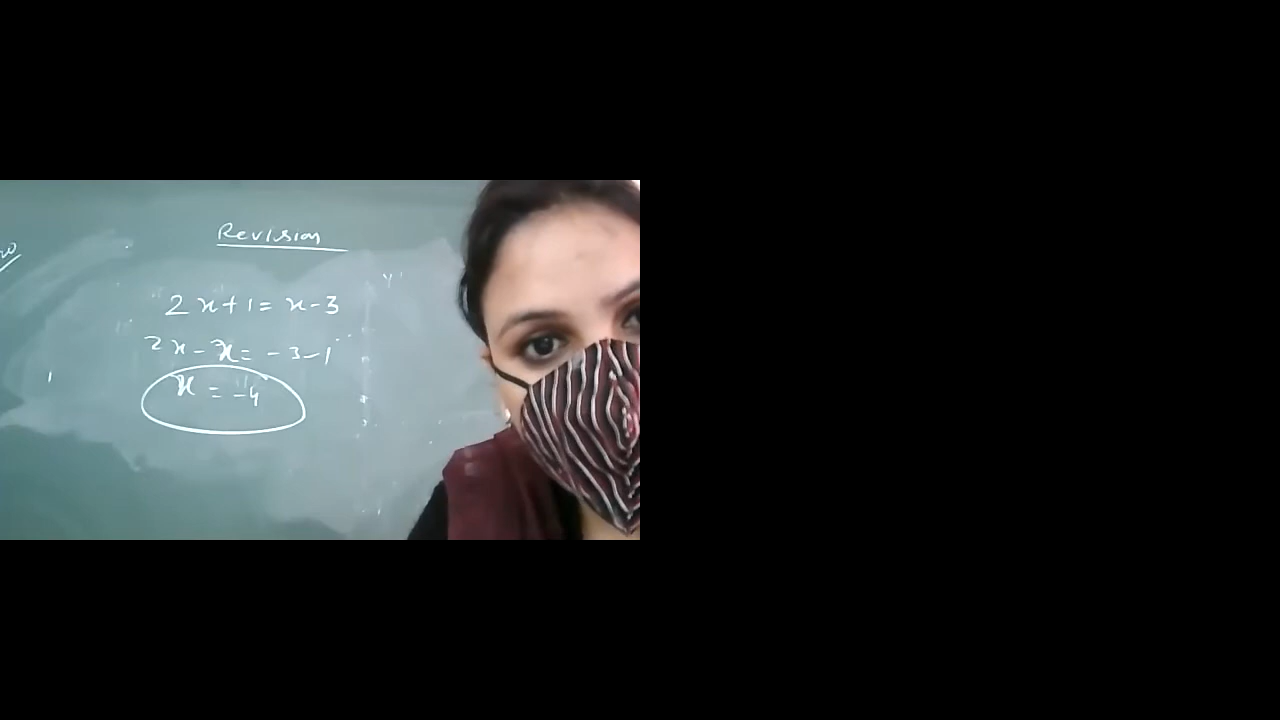 Revision
2x+1=x-3
2x-x=-3-1
x=-4